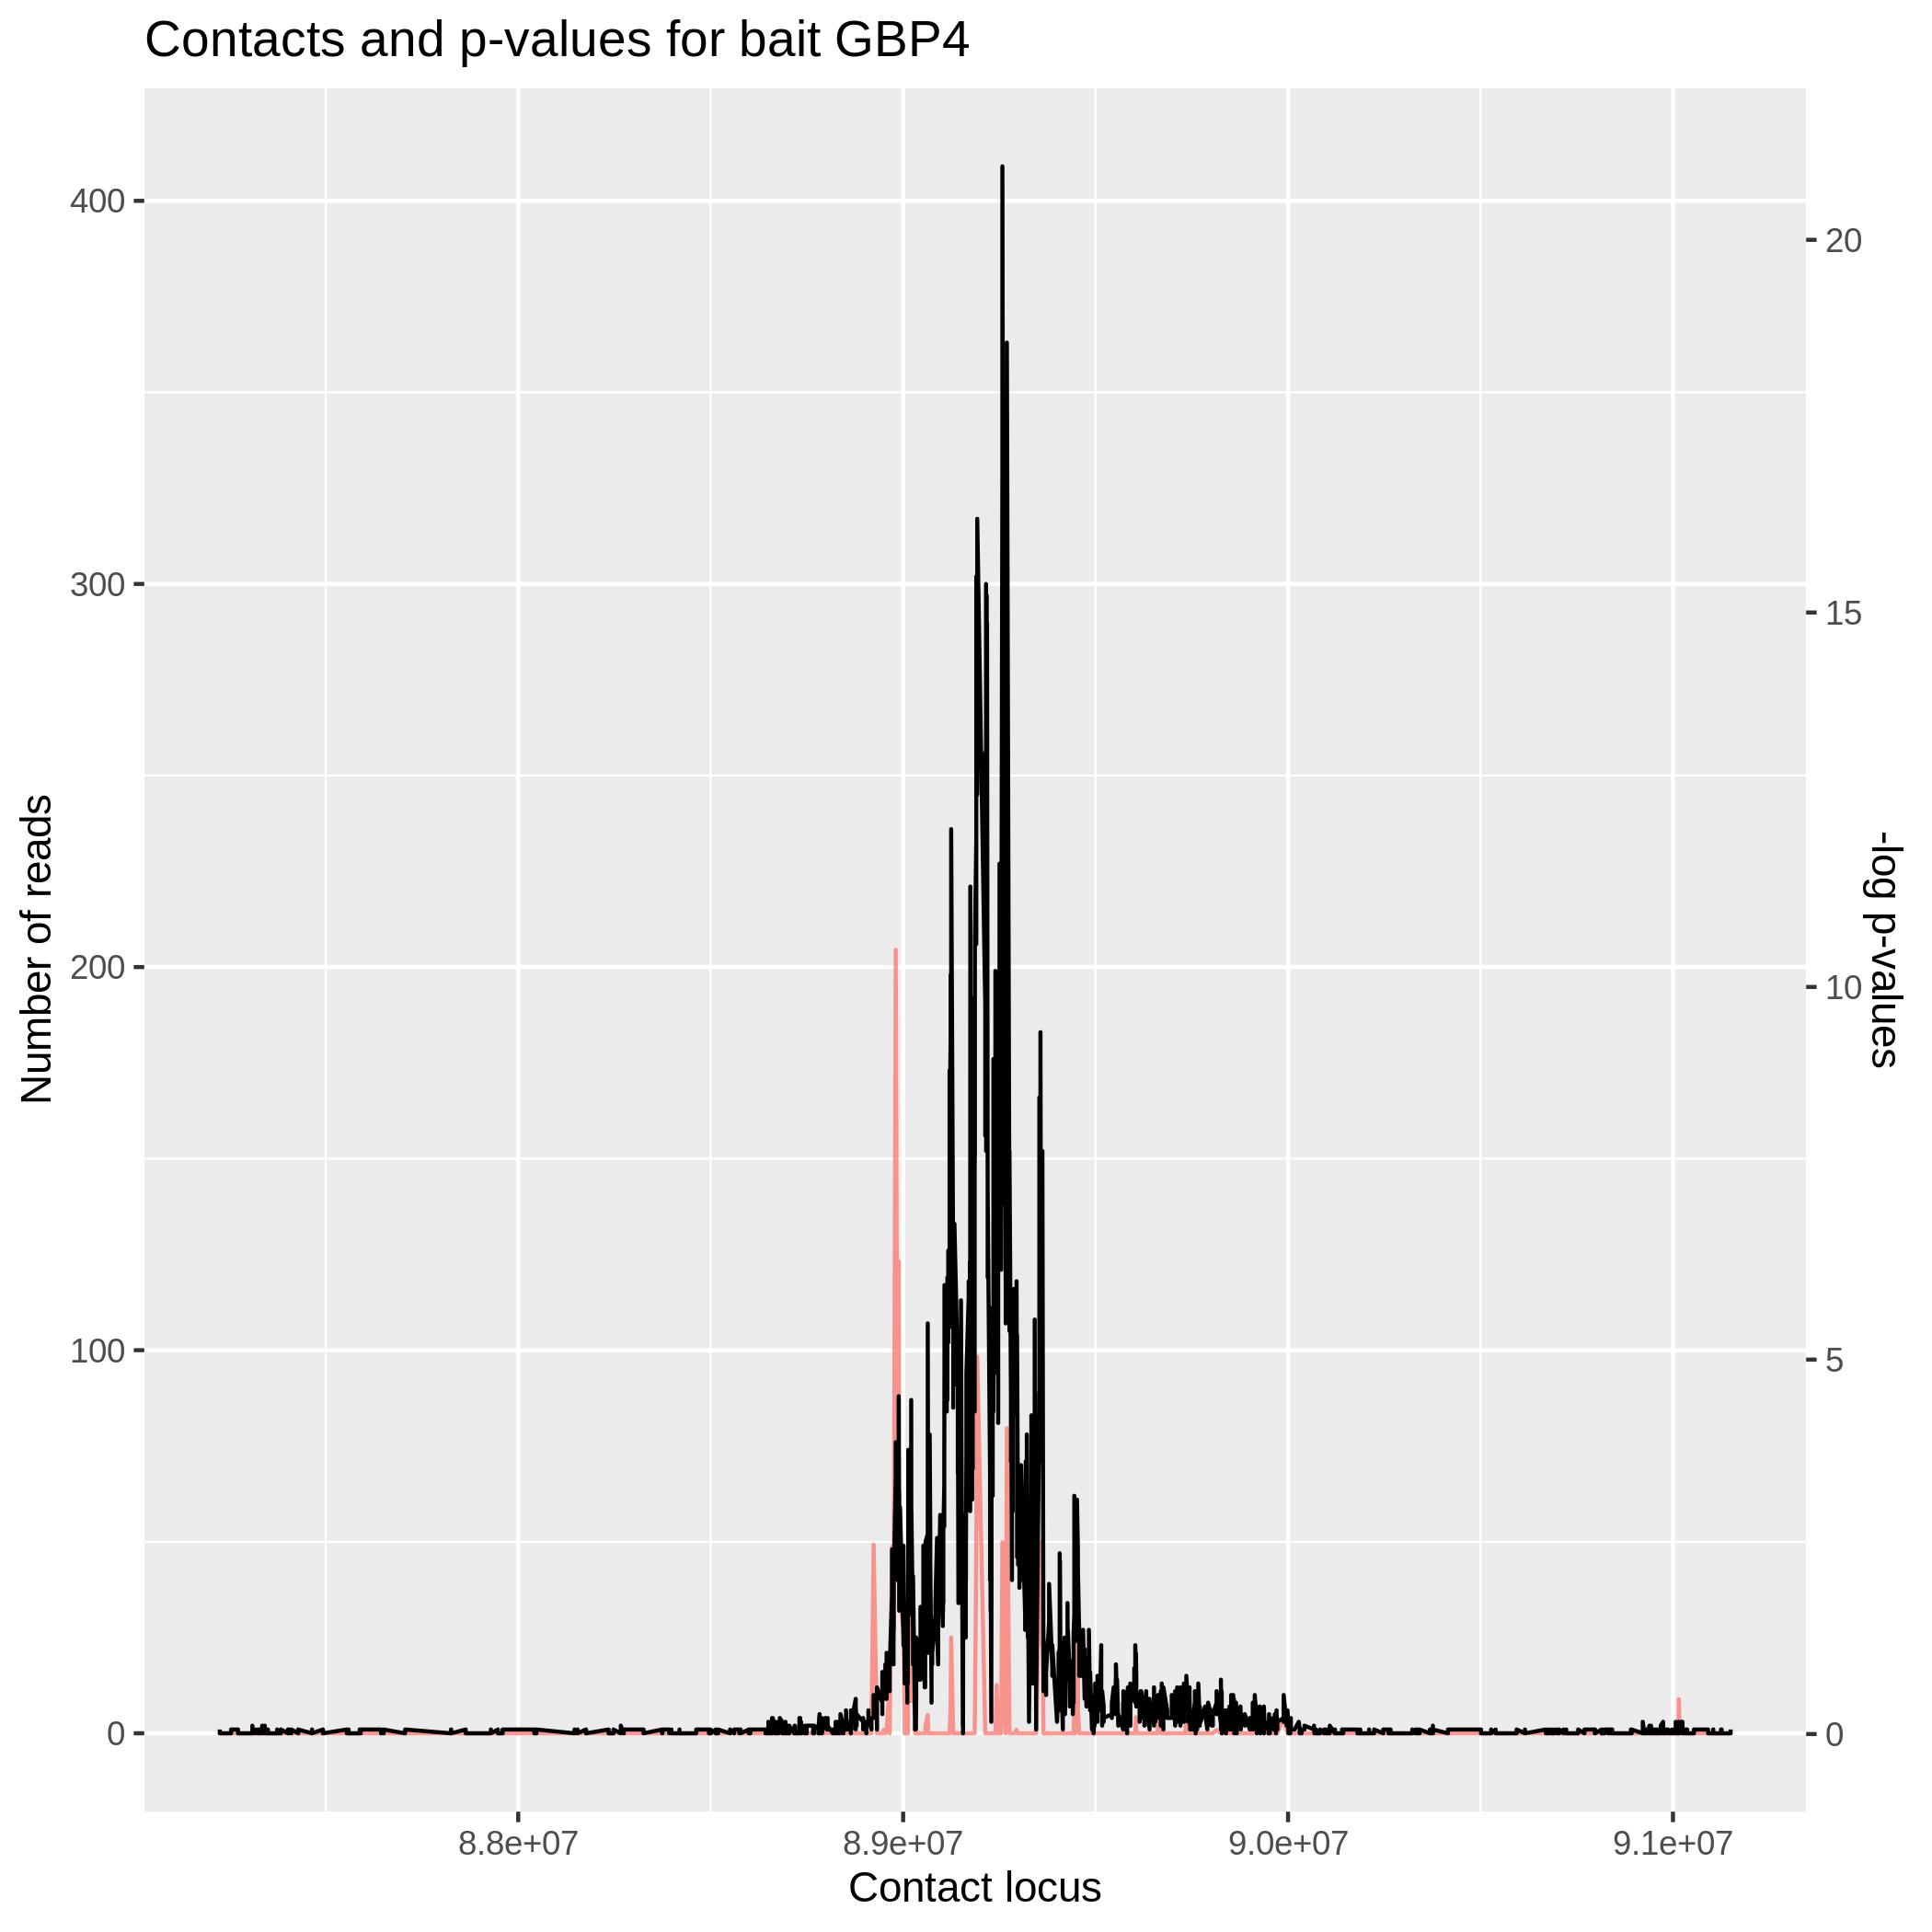 Contacts and p-values for bait GBP4
400
300
200
100
0
Number of reads
20
15
10
5
0
-log p-values
8.8e+07
8.9e+07
9.0e+07
9.1e+07
Contact locus